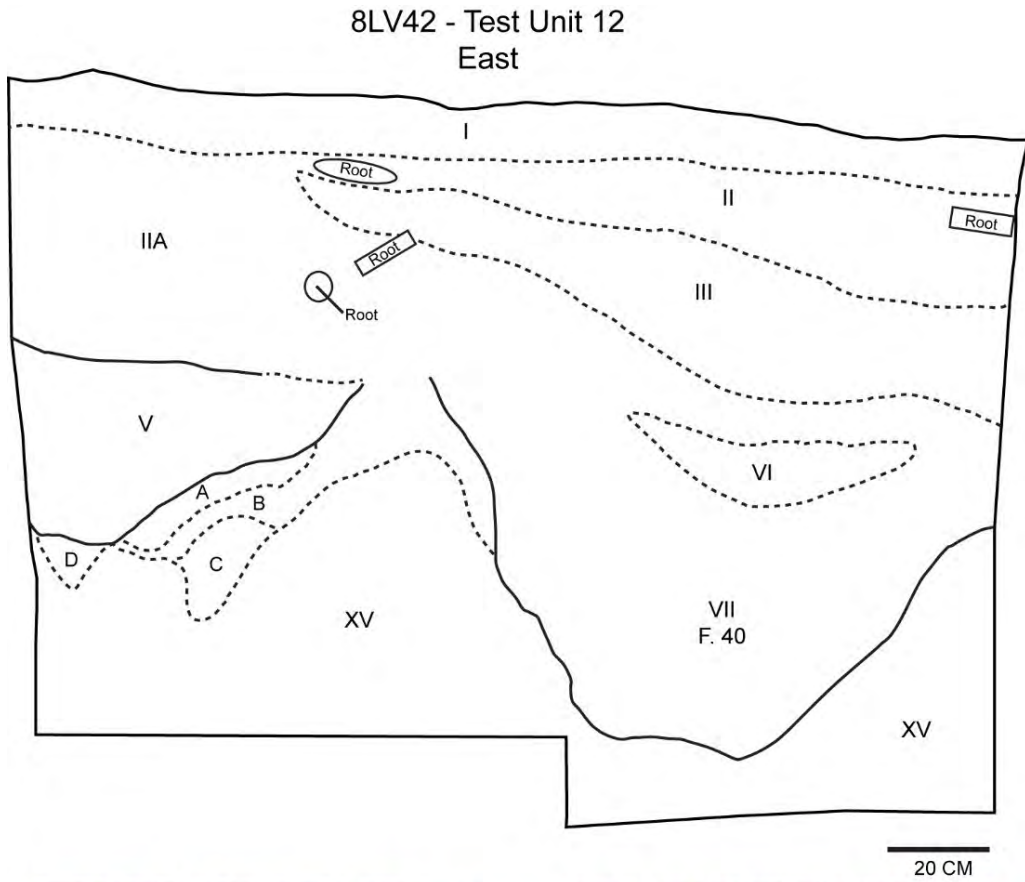 8LV42 - Test Unit 12
East
I
Root
II
Root
IIA
Root
III
Root
V
VI
A
B
D
C
VII
F. 40
XV
XV
20 CM